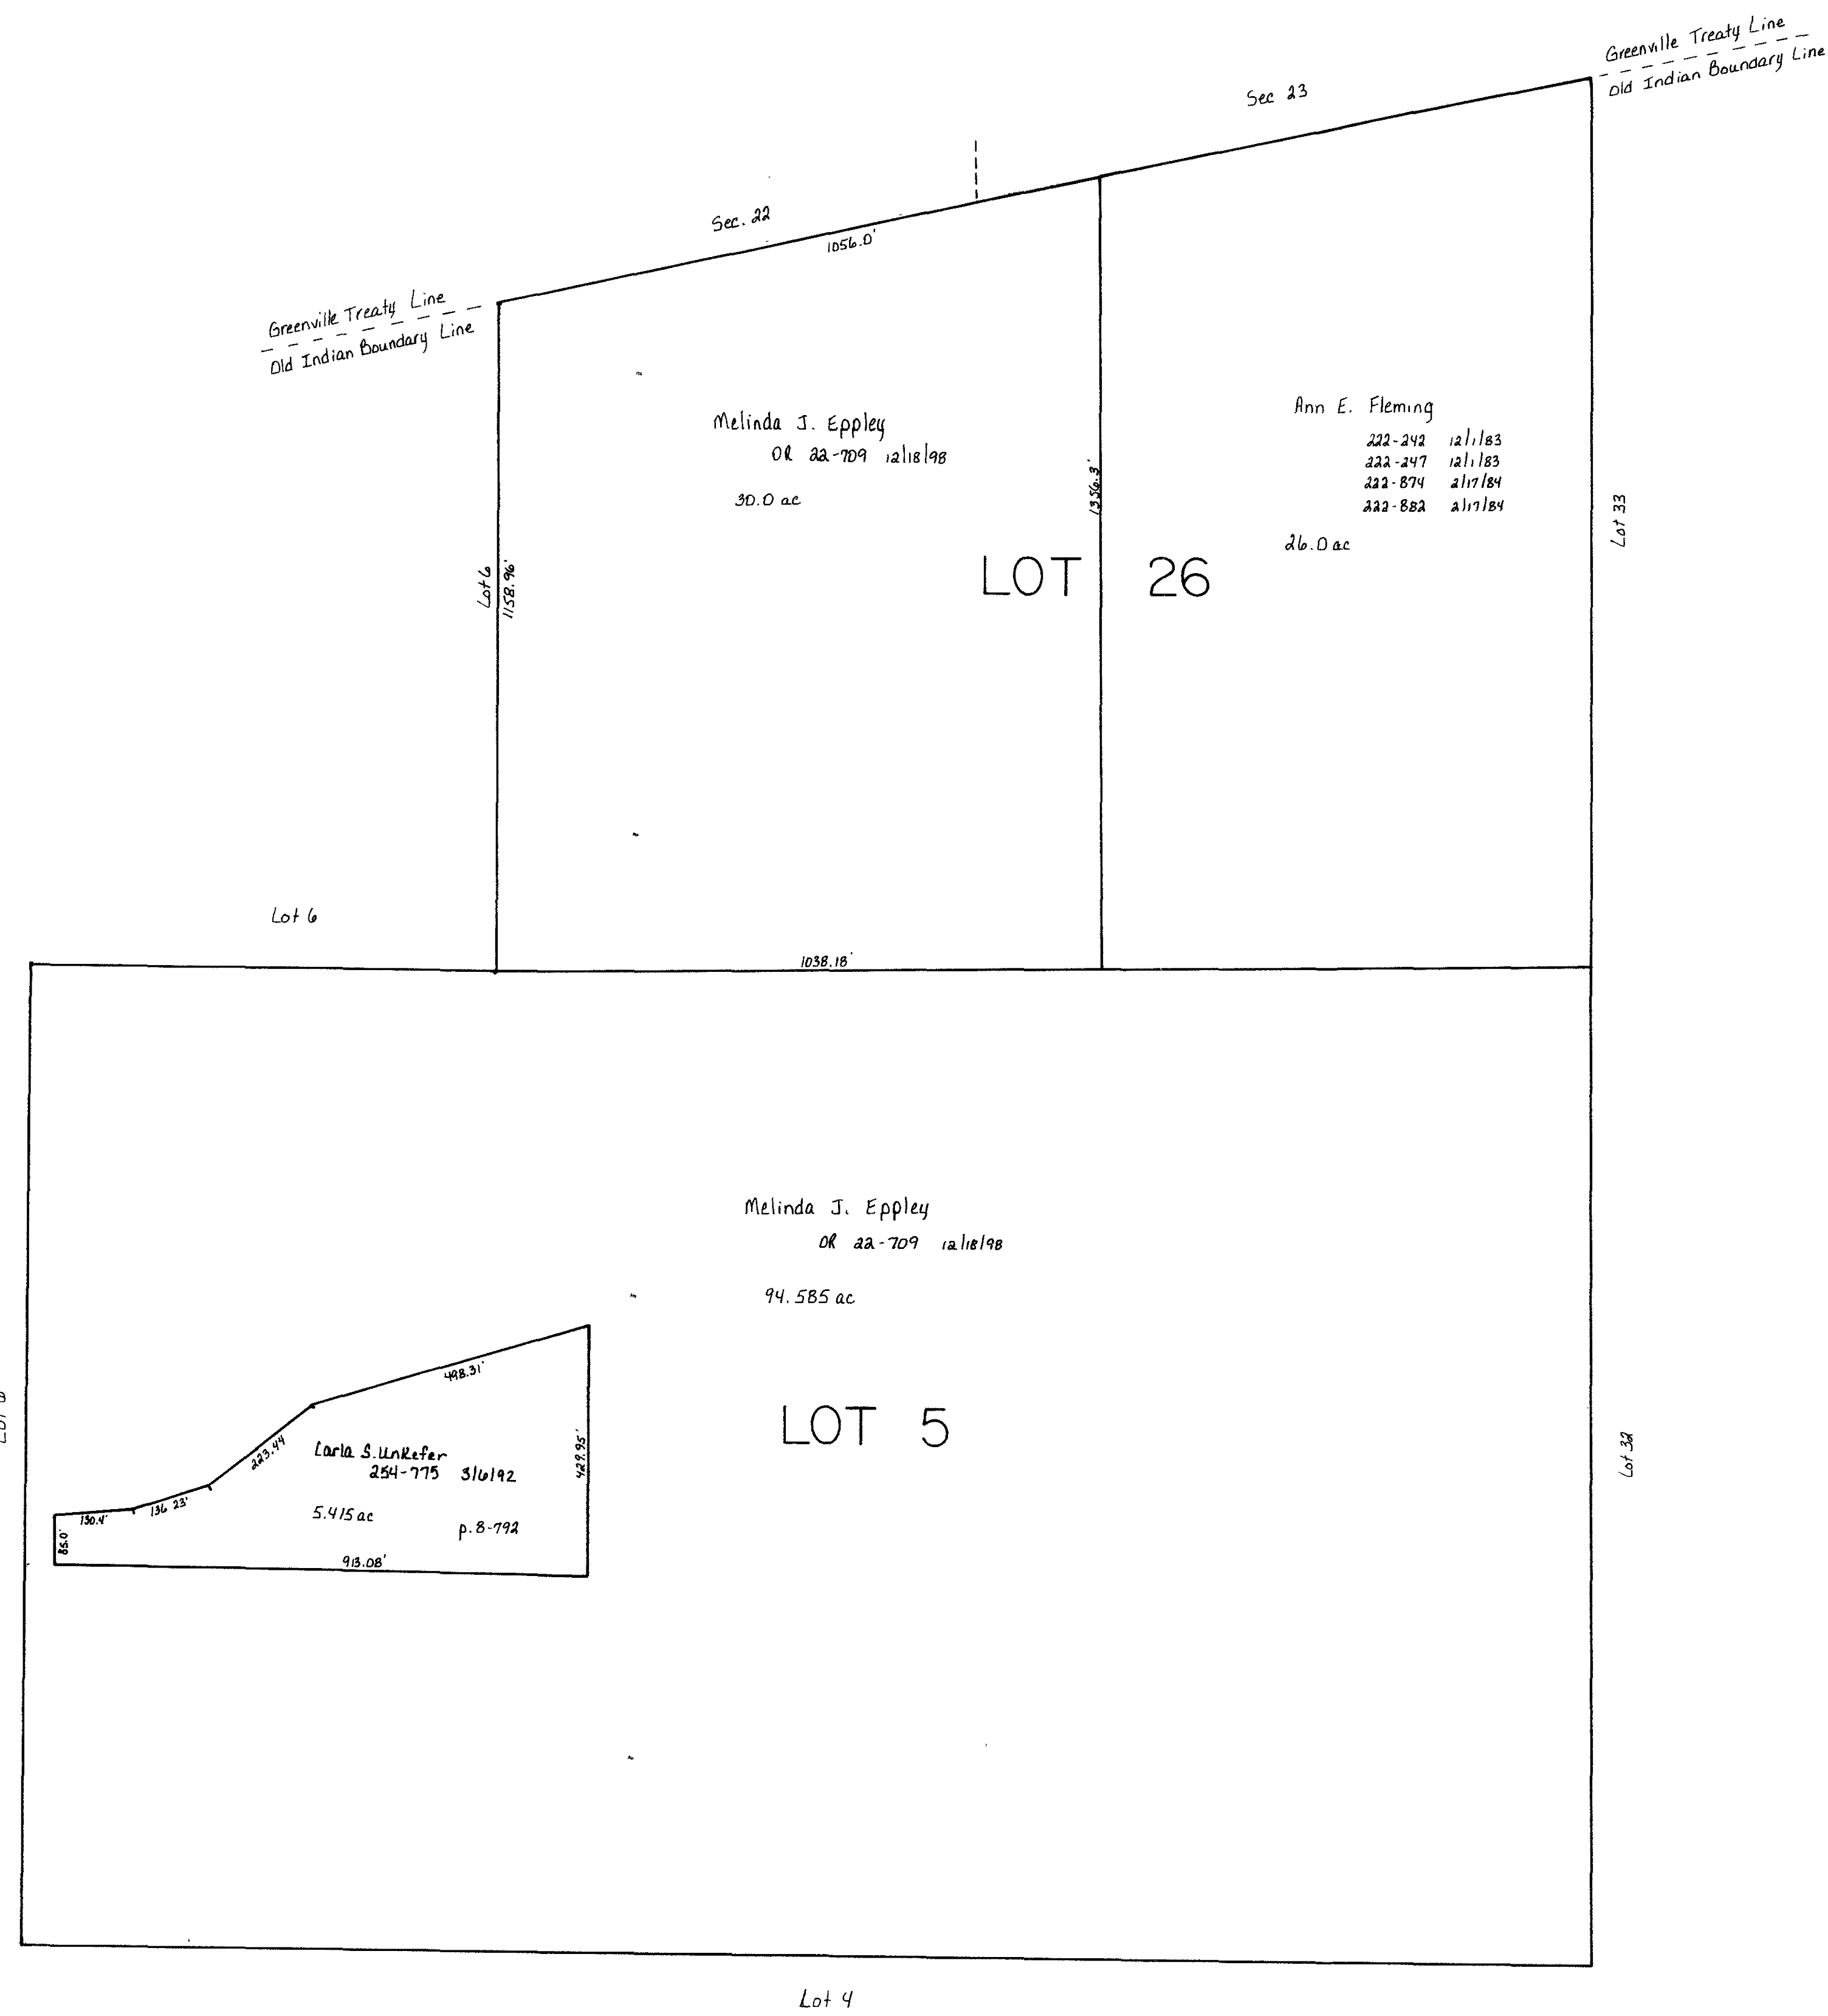 Greenville Treaty Line
Old Indian Boundary Line
Sec 23
Sec. 22
1056.0'
Greenville Treaty Line
Old Indian Boundary Line
Melinda J. Eppley
OR 22-709 12/18/98
30.0 ac
Ann E. Fleming
222-242 12/1/83
222-247 12/1/83
222-874 2/17/84
222-882 2/17/84
26.0 ac
1356.3'
Lot 33
LOT 26
Lot 6
1158.96'
Lot 6
1038.18'
Melinda J. Eppley
OR 22-709 12/18/98
94.585 ac
498.31'
LOT 5
223.44
Carla S. Unkefer
254-775 3/6/92
429.95'
Lot 32
5.415 ac
p. 8-792
130.4'
136 23'
85.0'
913.08'
Lot 4